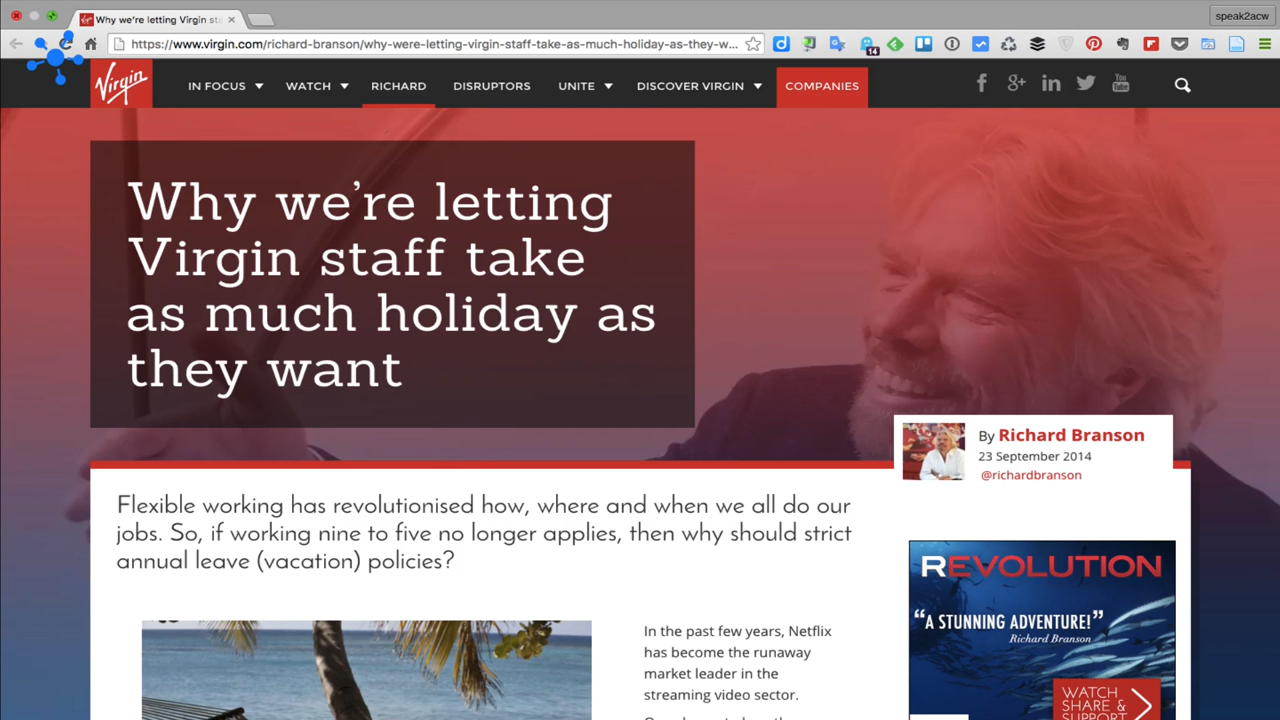 Why we're letting Virgin sta
speak2acw
https://www.virgin.com/richard-branson/why-were-letting-virgin-staff-take-as-much-holiday-as-they-w...
14
Virgin
IN FOCUS
WATCH
RICHARD
DISRUPTORS
UNITE
DISCOVER VIRGIN
COMPANIES
You
Tube
Why we're letting
Virgin staff take
as much holiday as
they want
By Richard Branson
23 September 2014
@richardbranson
Flexible working has revolutionised how, where and when we all do our
jobs. So, if working nine to five no longer applies, then why should strict
annual leave (vacation) policies?
In the past few years, Netflix
has become the runaway
market leader in the
streaming video sector.
REVOLUTION
“A STUNNING ADVENTURE!”
Richard Branson
WATCH
SHARE &
SUPPORT